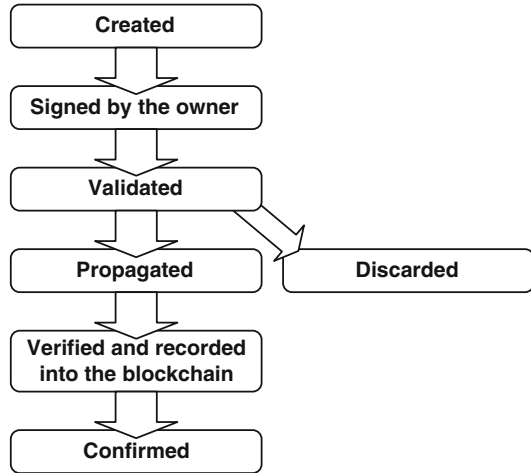 Created
Signed by the owner
Validated
Propagated
Discarded
Verified and recorded
into the blockchain
Confirmed